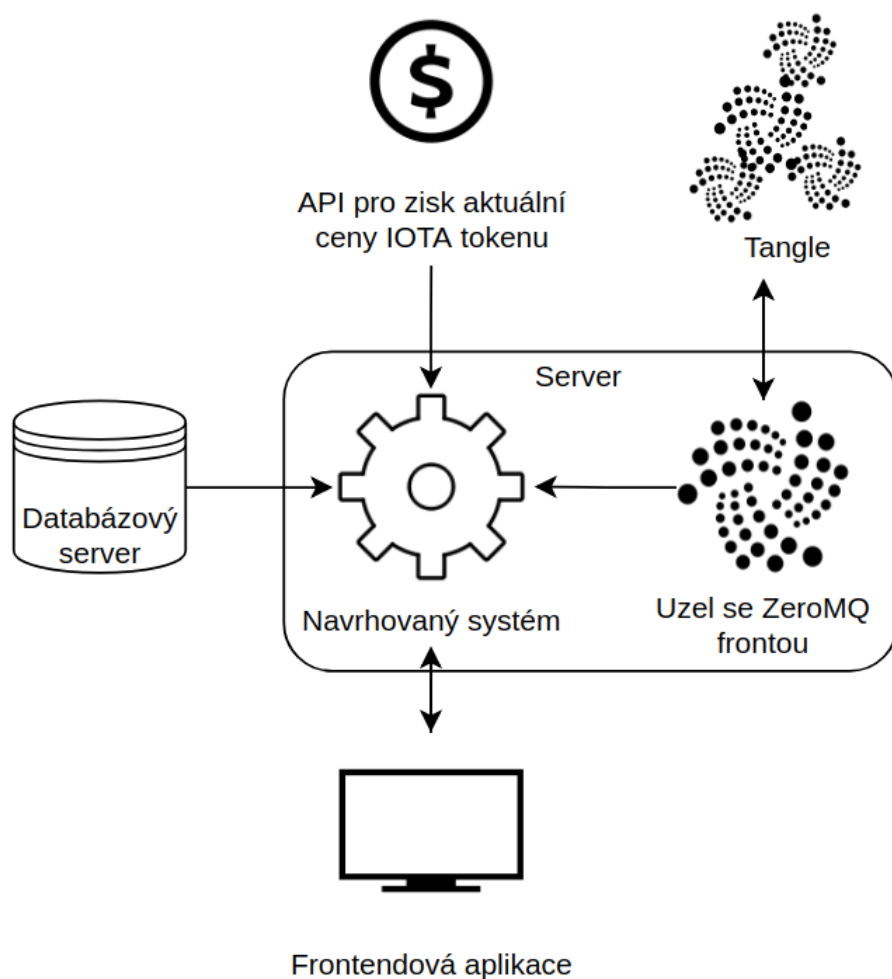 $
API pro zisk aktuální
ceny IOTA tokenu
Tangle
Server
Databázový
server
Navrhovaný systém
Uzel se ZeroMQ
frontou
Frontendová aplikace